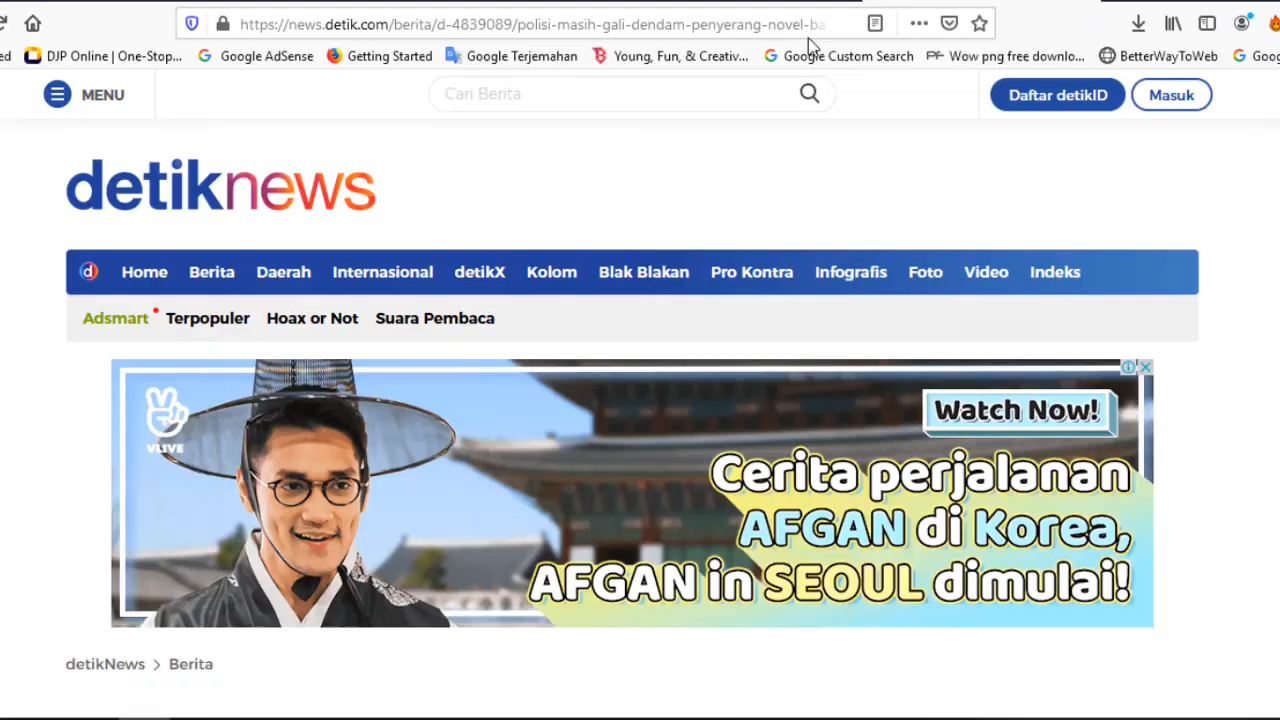 https://news.detik.com/berita/d-4839089/polisi-masih-gali-dendam-penyerang-novel-ba
ed DJP Online | One-Stop... Google AdSense Getting Started Google Terjemahan Young, Fun, & Creativ... Google Custom Search Wow png free downlo... BetterWayToWeb Goog
MENU Cari Berita Daftar detikID Masuk
detiknews
d Home Berita Daerah Internasional detikX Kolom Blak Blakan Pro Kontra Infografis Foto Video Indeks
Adsmart Terpopuler Hoax or Not Suara Pembaca
VLIVE
Watch Now!
Cerita perjalanan
AFGAN di Korea,
AFGAN in SEOUL dimulai!
detikNews > Berita